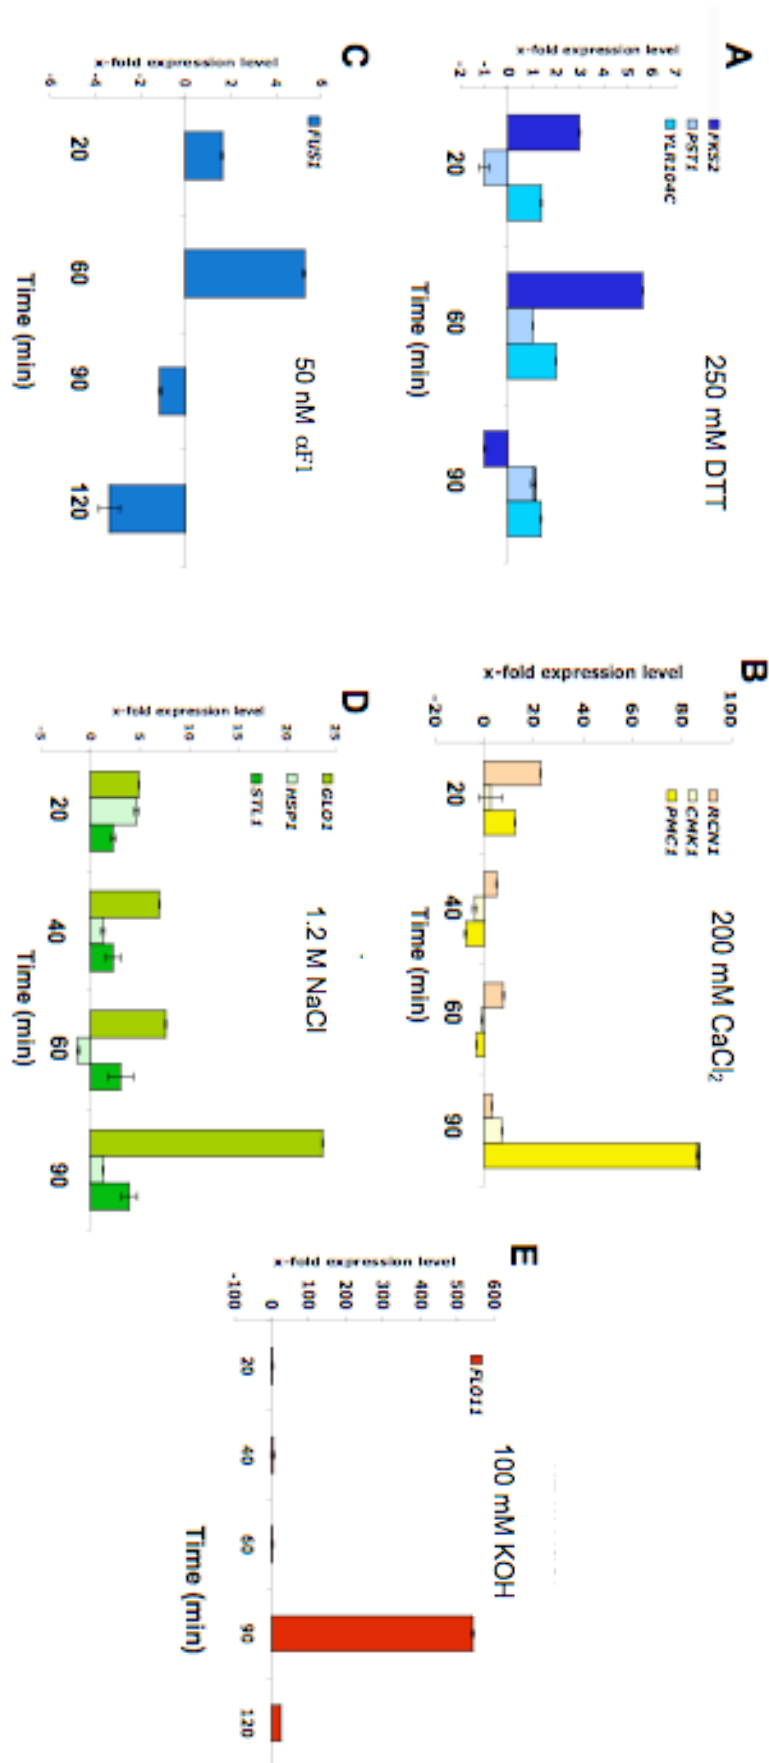 A
x-fold expression level
-2 -1 0 1 2 3 4 5 6 7
FKS2
PST1
YLR104C
250 mM DTT
20 60 90
Time (min)
B
x-fold expression level
-20 0 20 40 60 80 100
RCN1
CMK1
PMC1
200 mM CaCl₂
20 40 60 90
Time (min)
C
x-fold expression level
-6 -4 -2 0 2 4 6
FUS1
50 nM αF1
20 60 90 120
Time (min)
D
x-fold expression level
-5 0 5 10 15 20 25
GLO1
HSP1
STL1
1.2 M NaCl
20 40 60 90
Time (min)
E
x-fold expression level
-100 0 100 200 300 400 500 600
FLO11
100 mM KOH
20 40 60 90 120
Time (min)